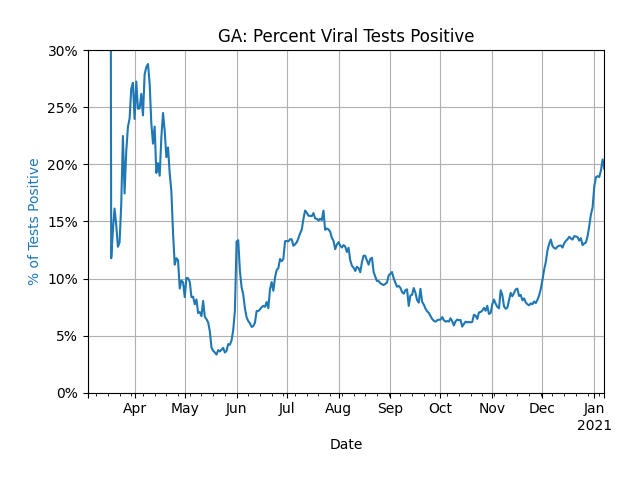 GA: Percent Viral Tests Positive
30%
25%
20%
15%
10%
5%
0%
% of Tests Positive
Apr May Jun Jul Aug Sep Oct Nov Dec Jan
2021
Date